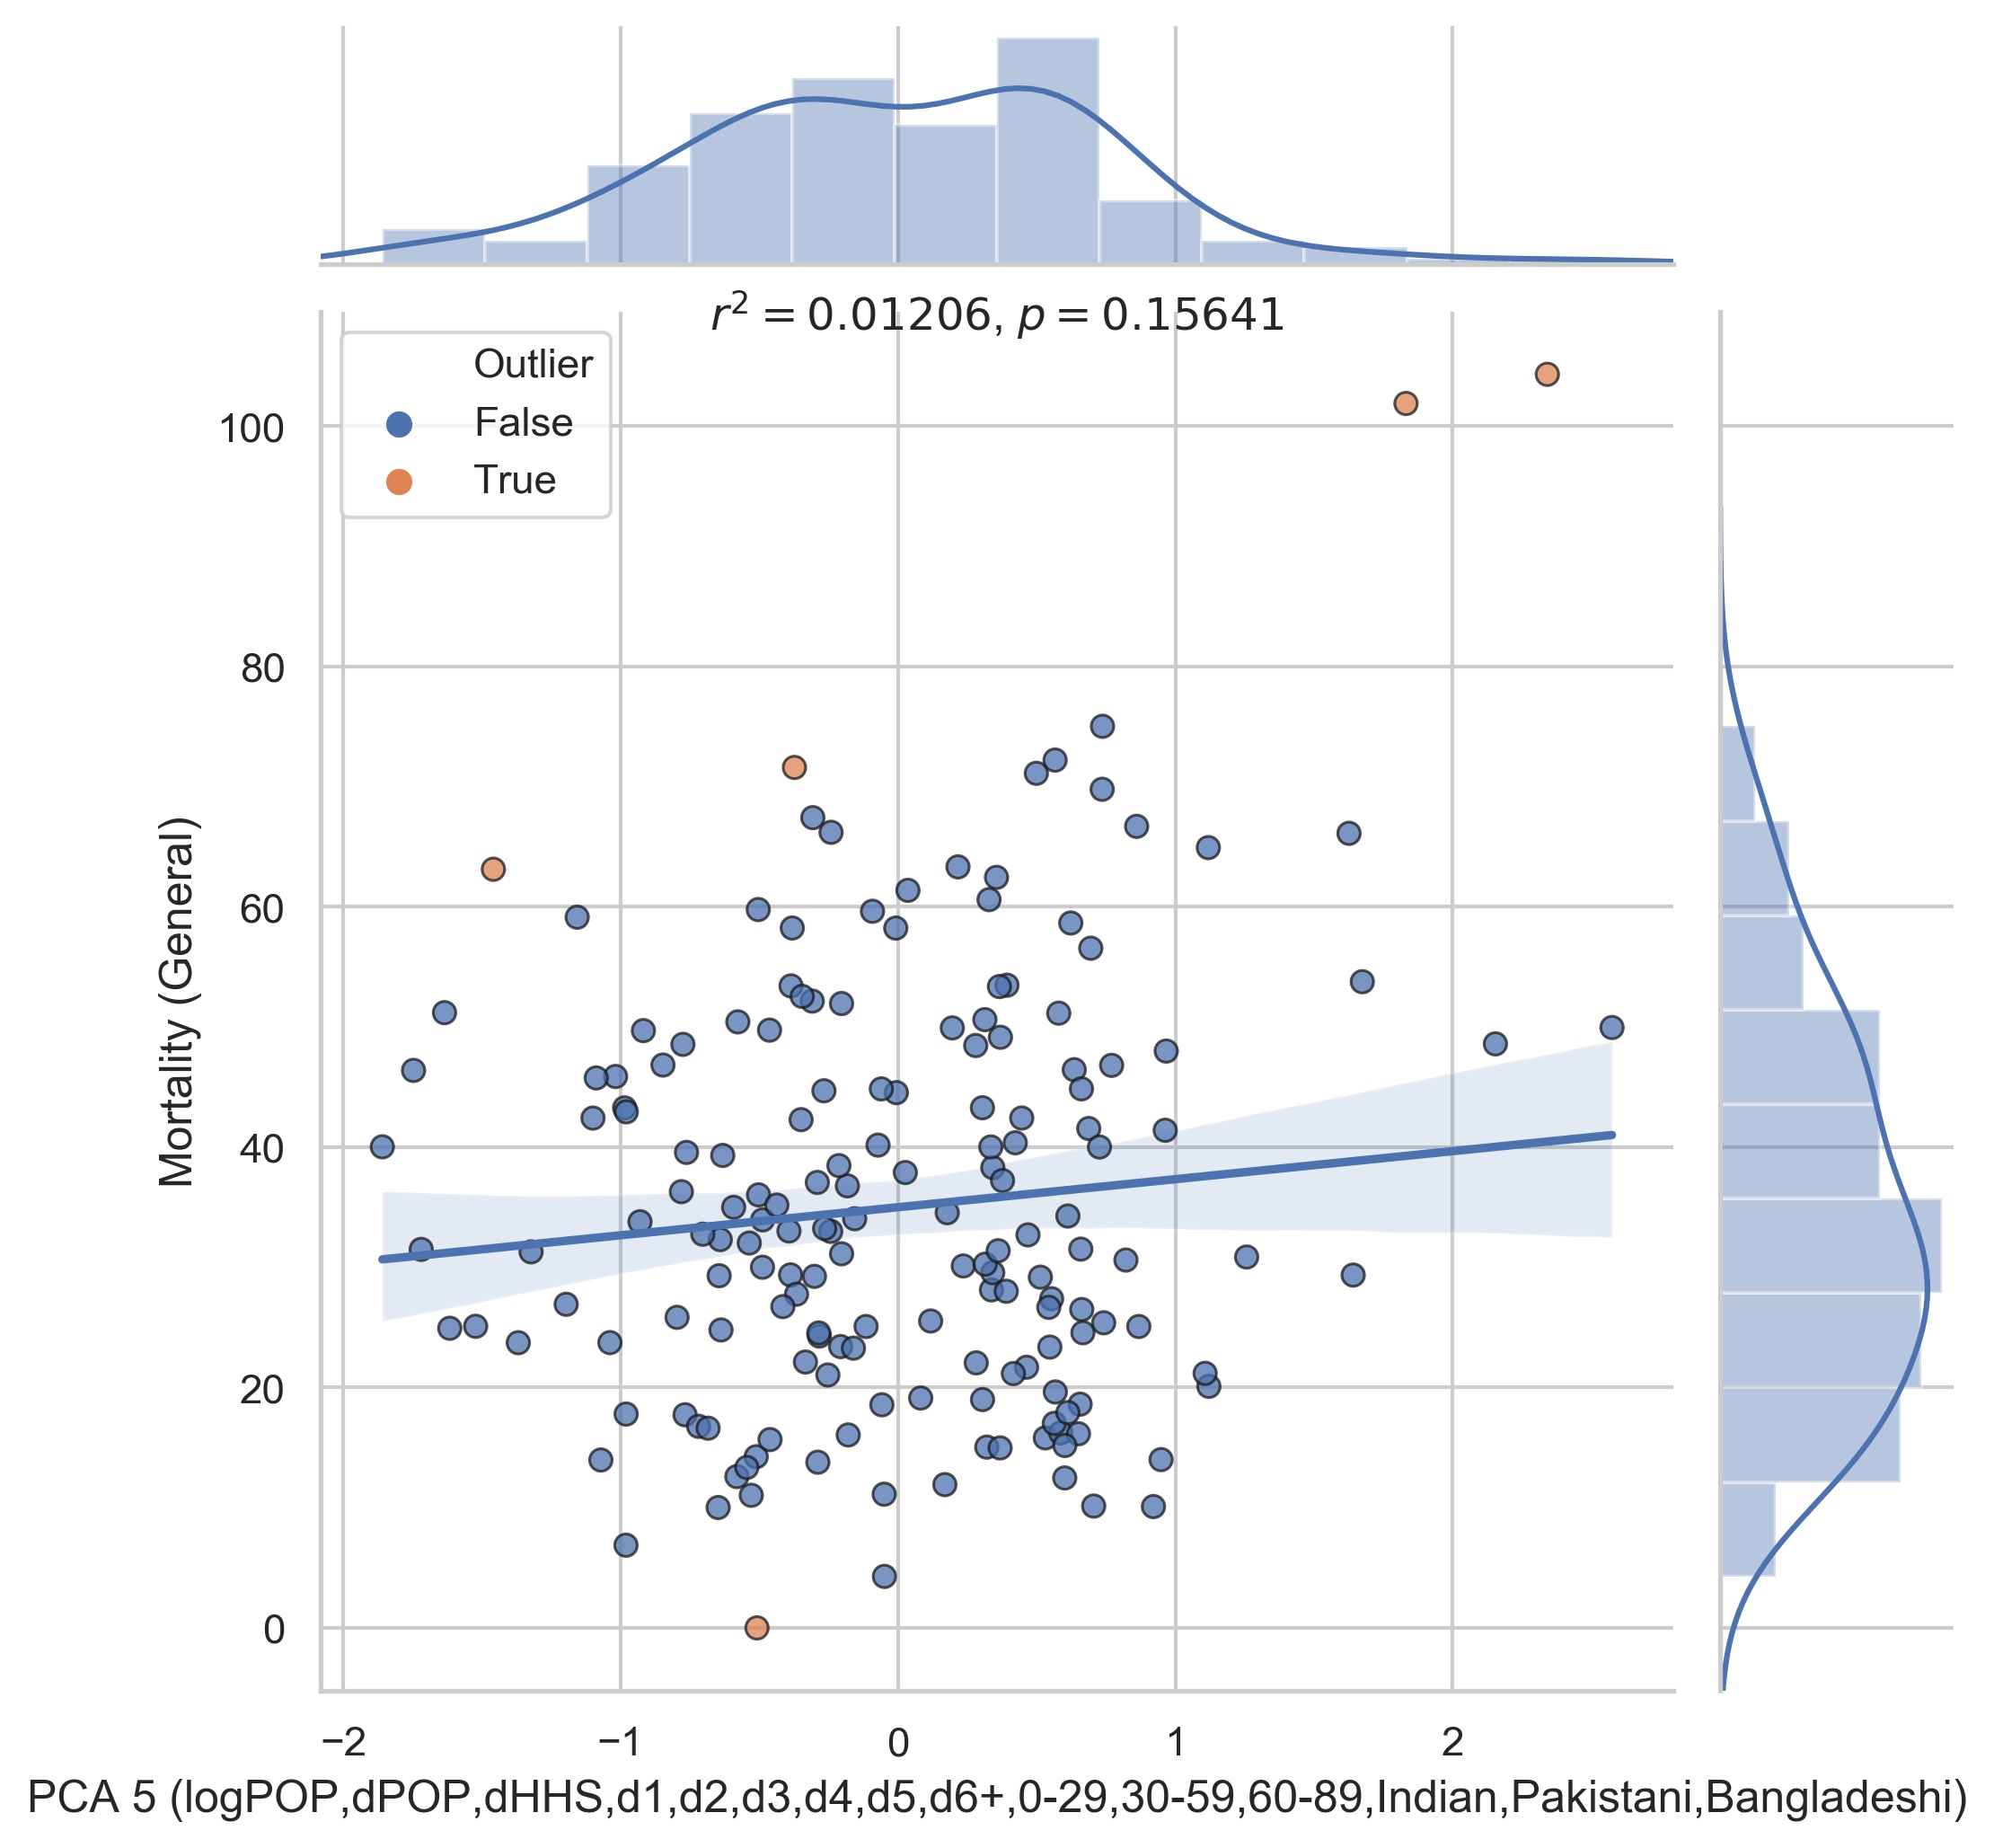 r² = 0.01206, p = 0.15641
Outlier
False
True
100
80
60
40
20
0
Mortality (General)
−2 −1 0 1 2
PCA 5 (logPOP,dPOP,dHHS,d1,d2,d3,d4,d5,d6+,0-29,30-59,60-89,Indian,Pakistani,Bangladeshi)